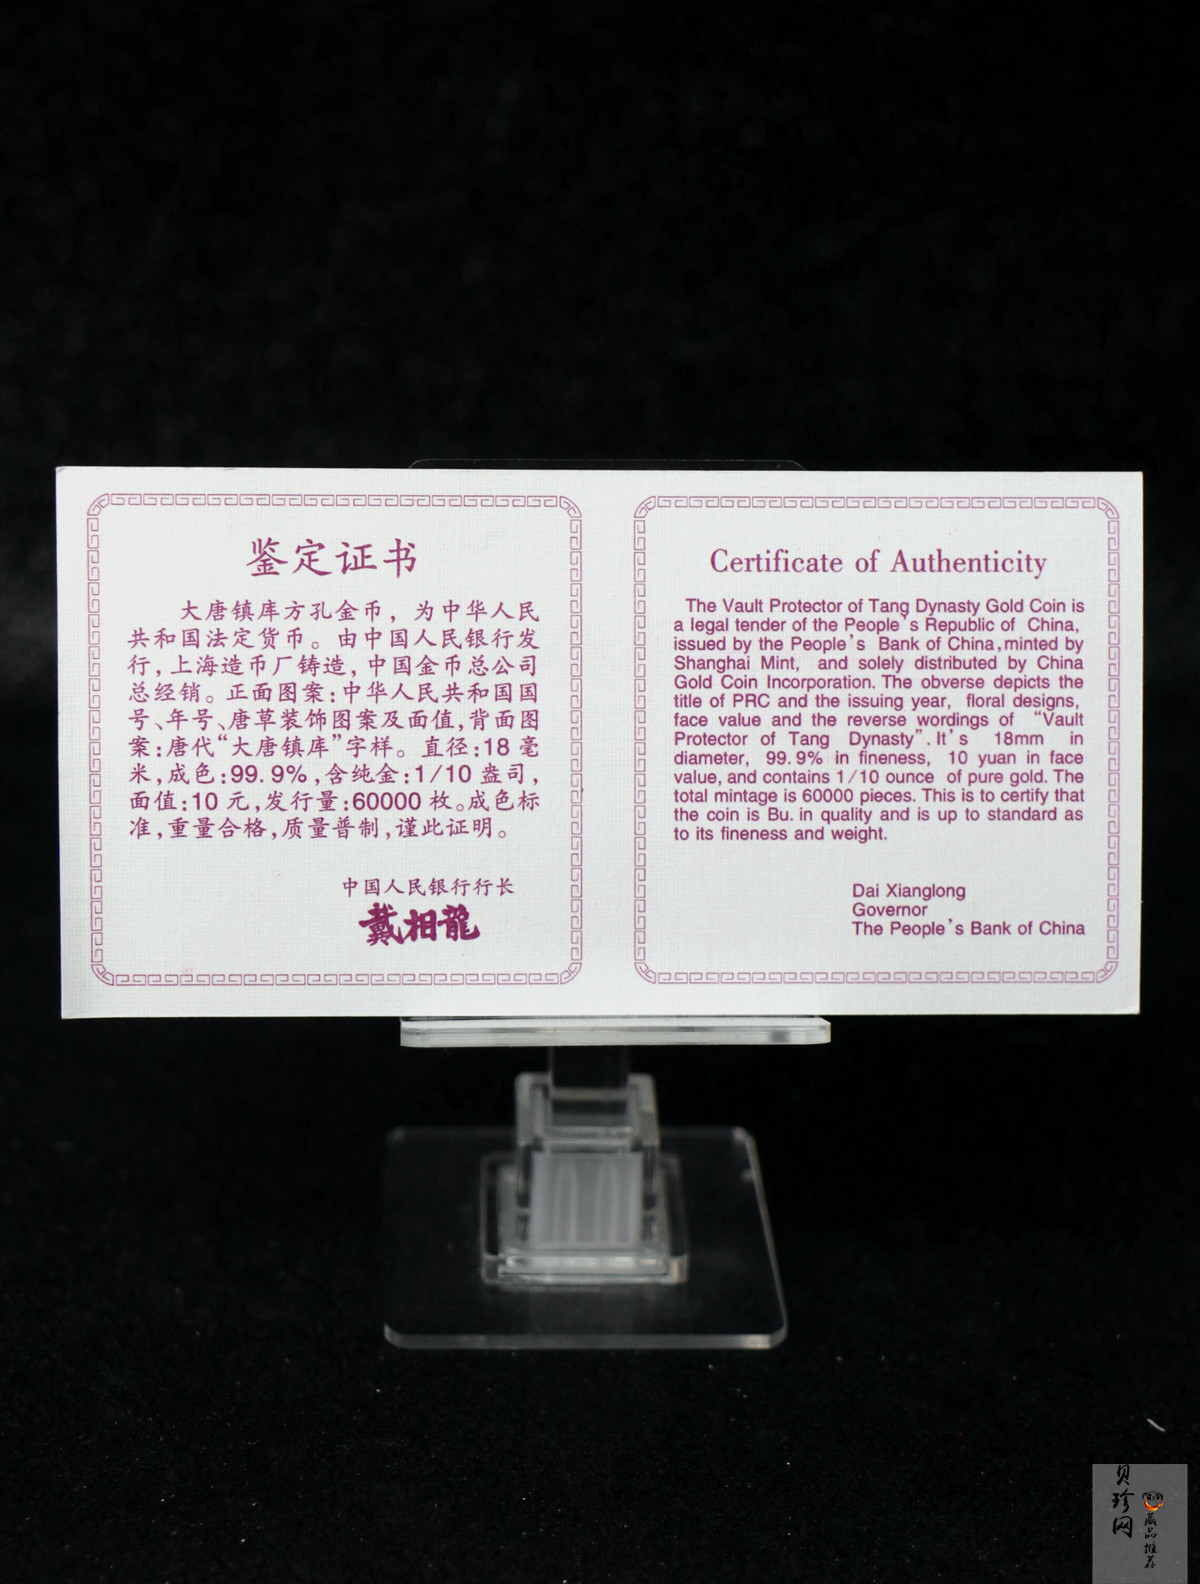 鉴定证书
大唐镇库方孔金币，为中华人民
共和国法定货币。由中国人民银行发
行，上海造币厂铸造，中国金币总公司
总经销。正面图案：中华人民共和国国
号、年号、唐草装饰图案及面值，背面图
案：唐代“大唐镇库”字样。直径：18毫
米，成色：99.9%，含纯金：1/10盎司，
面值：10元，发行量：60000枚。成色标
准，重量合格，质量普制，谨此证明。
中国人民银行行长
戴相龍
Certificate of Authenticity
The Vault Protector of Tang Dynasty Gold Coin is
a legal tender of the People's Republic of China,
issued by the People's Bank of China, minted by
Shanghai Mint, and solely distributed by China
Gold Coin Incorporation. The obverse depicts the
title of PRC and the issuing year, floral designs,
face value and the reverse wordings of “Vault
Protector of Tang Dynasty”. It's 18mm in
diameter, 99.9% in fineness, 10 yuan in face
value, and contains 1/10 ounce of pure gold. The
total mintage is 60000 pieces. This is to certify that
the coin is Bu. in quality and is up to standard as
to its fineness and weight.
Dai Xianglong
Governor
The People's Bank of China
贝珍网
藏品推荐